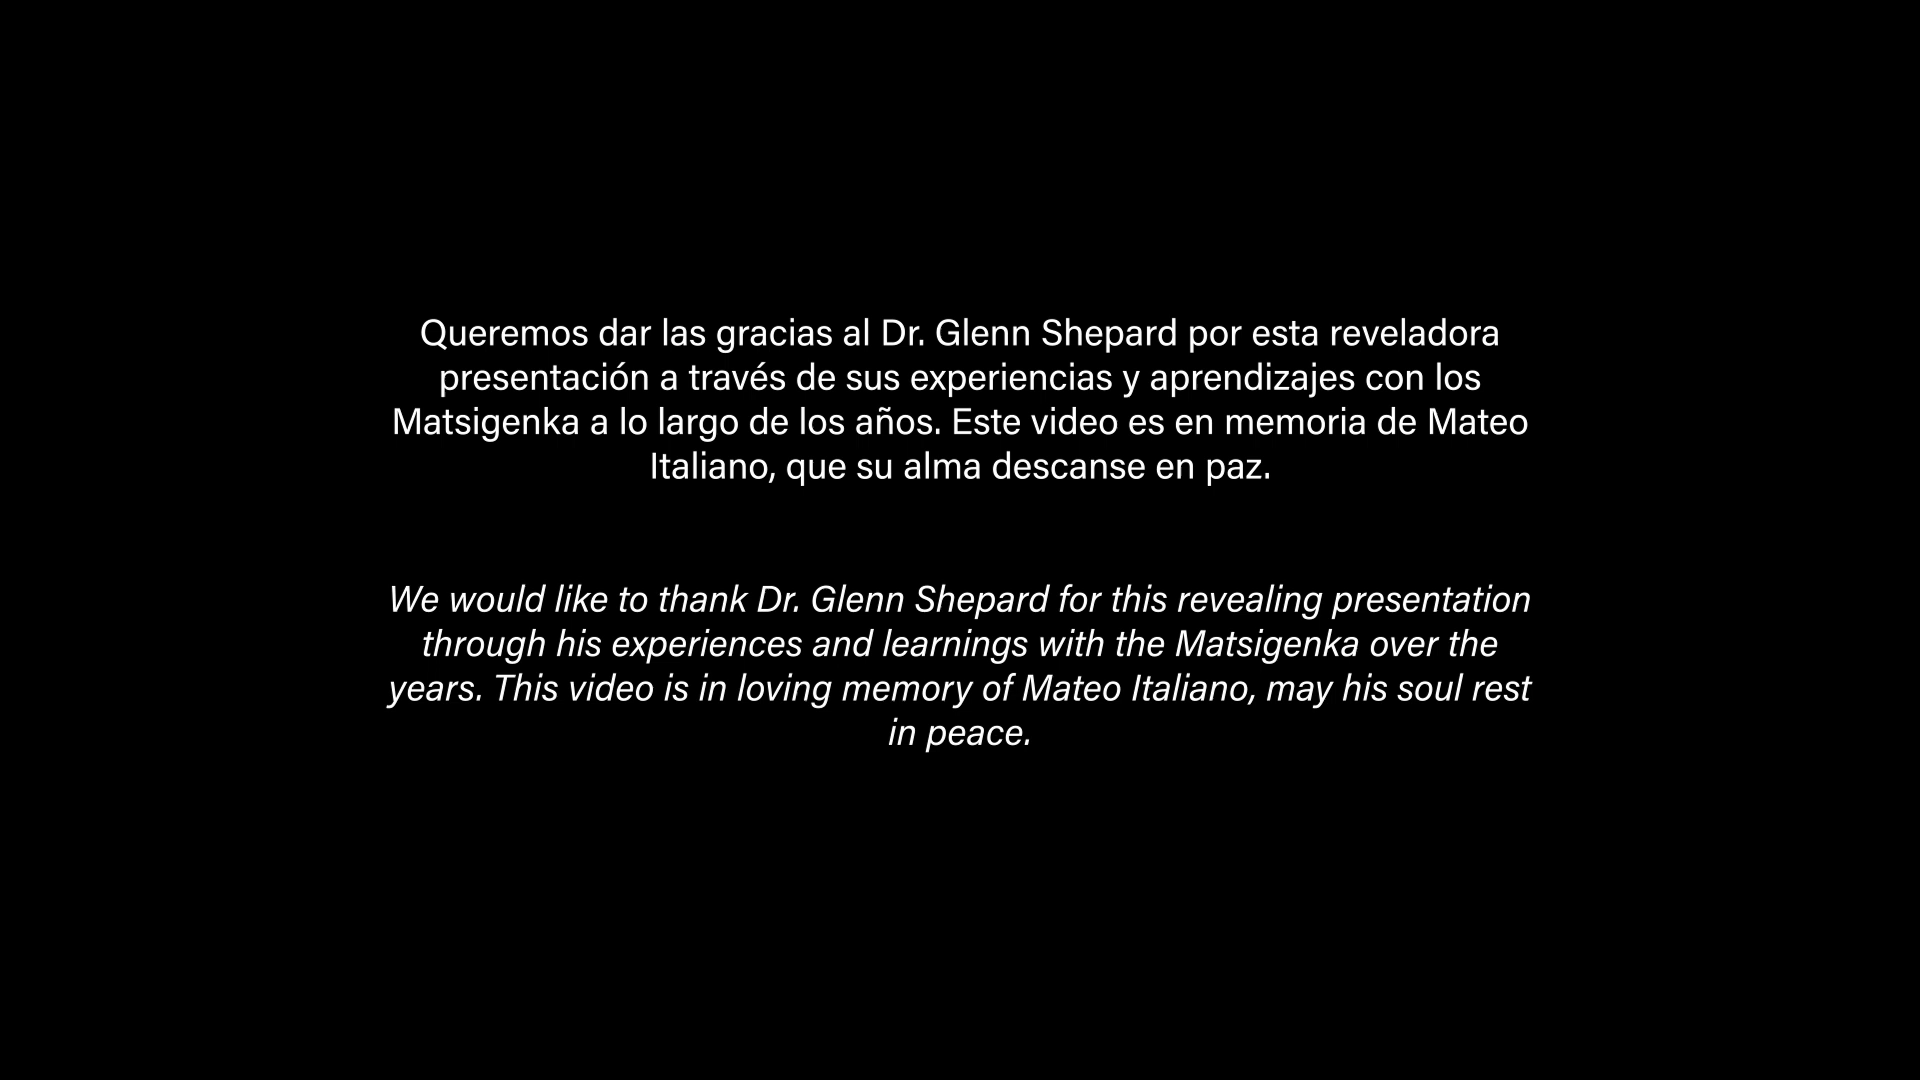 Queremos dar las gracias al Dr. Glenn Shepard por esta reveladora
presentación a través de sus experiencias y aprendizajes con los
Matsigenka a lo largo de los años. Este video es en memoria de Mateo
Italiano, que su alma descanse en paz.
We would like to thank Dr. Glenn Shepard for this revealing presentation
through his experiences and learnings with the Matsigenka over the
years. This video is in loving memory of Mateo Italiano, may his soul rest
in peace.